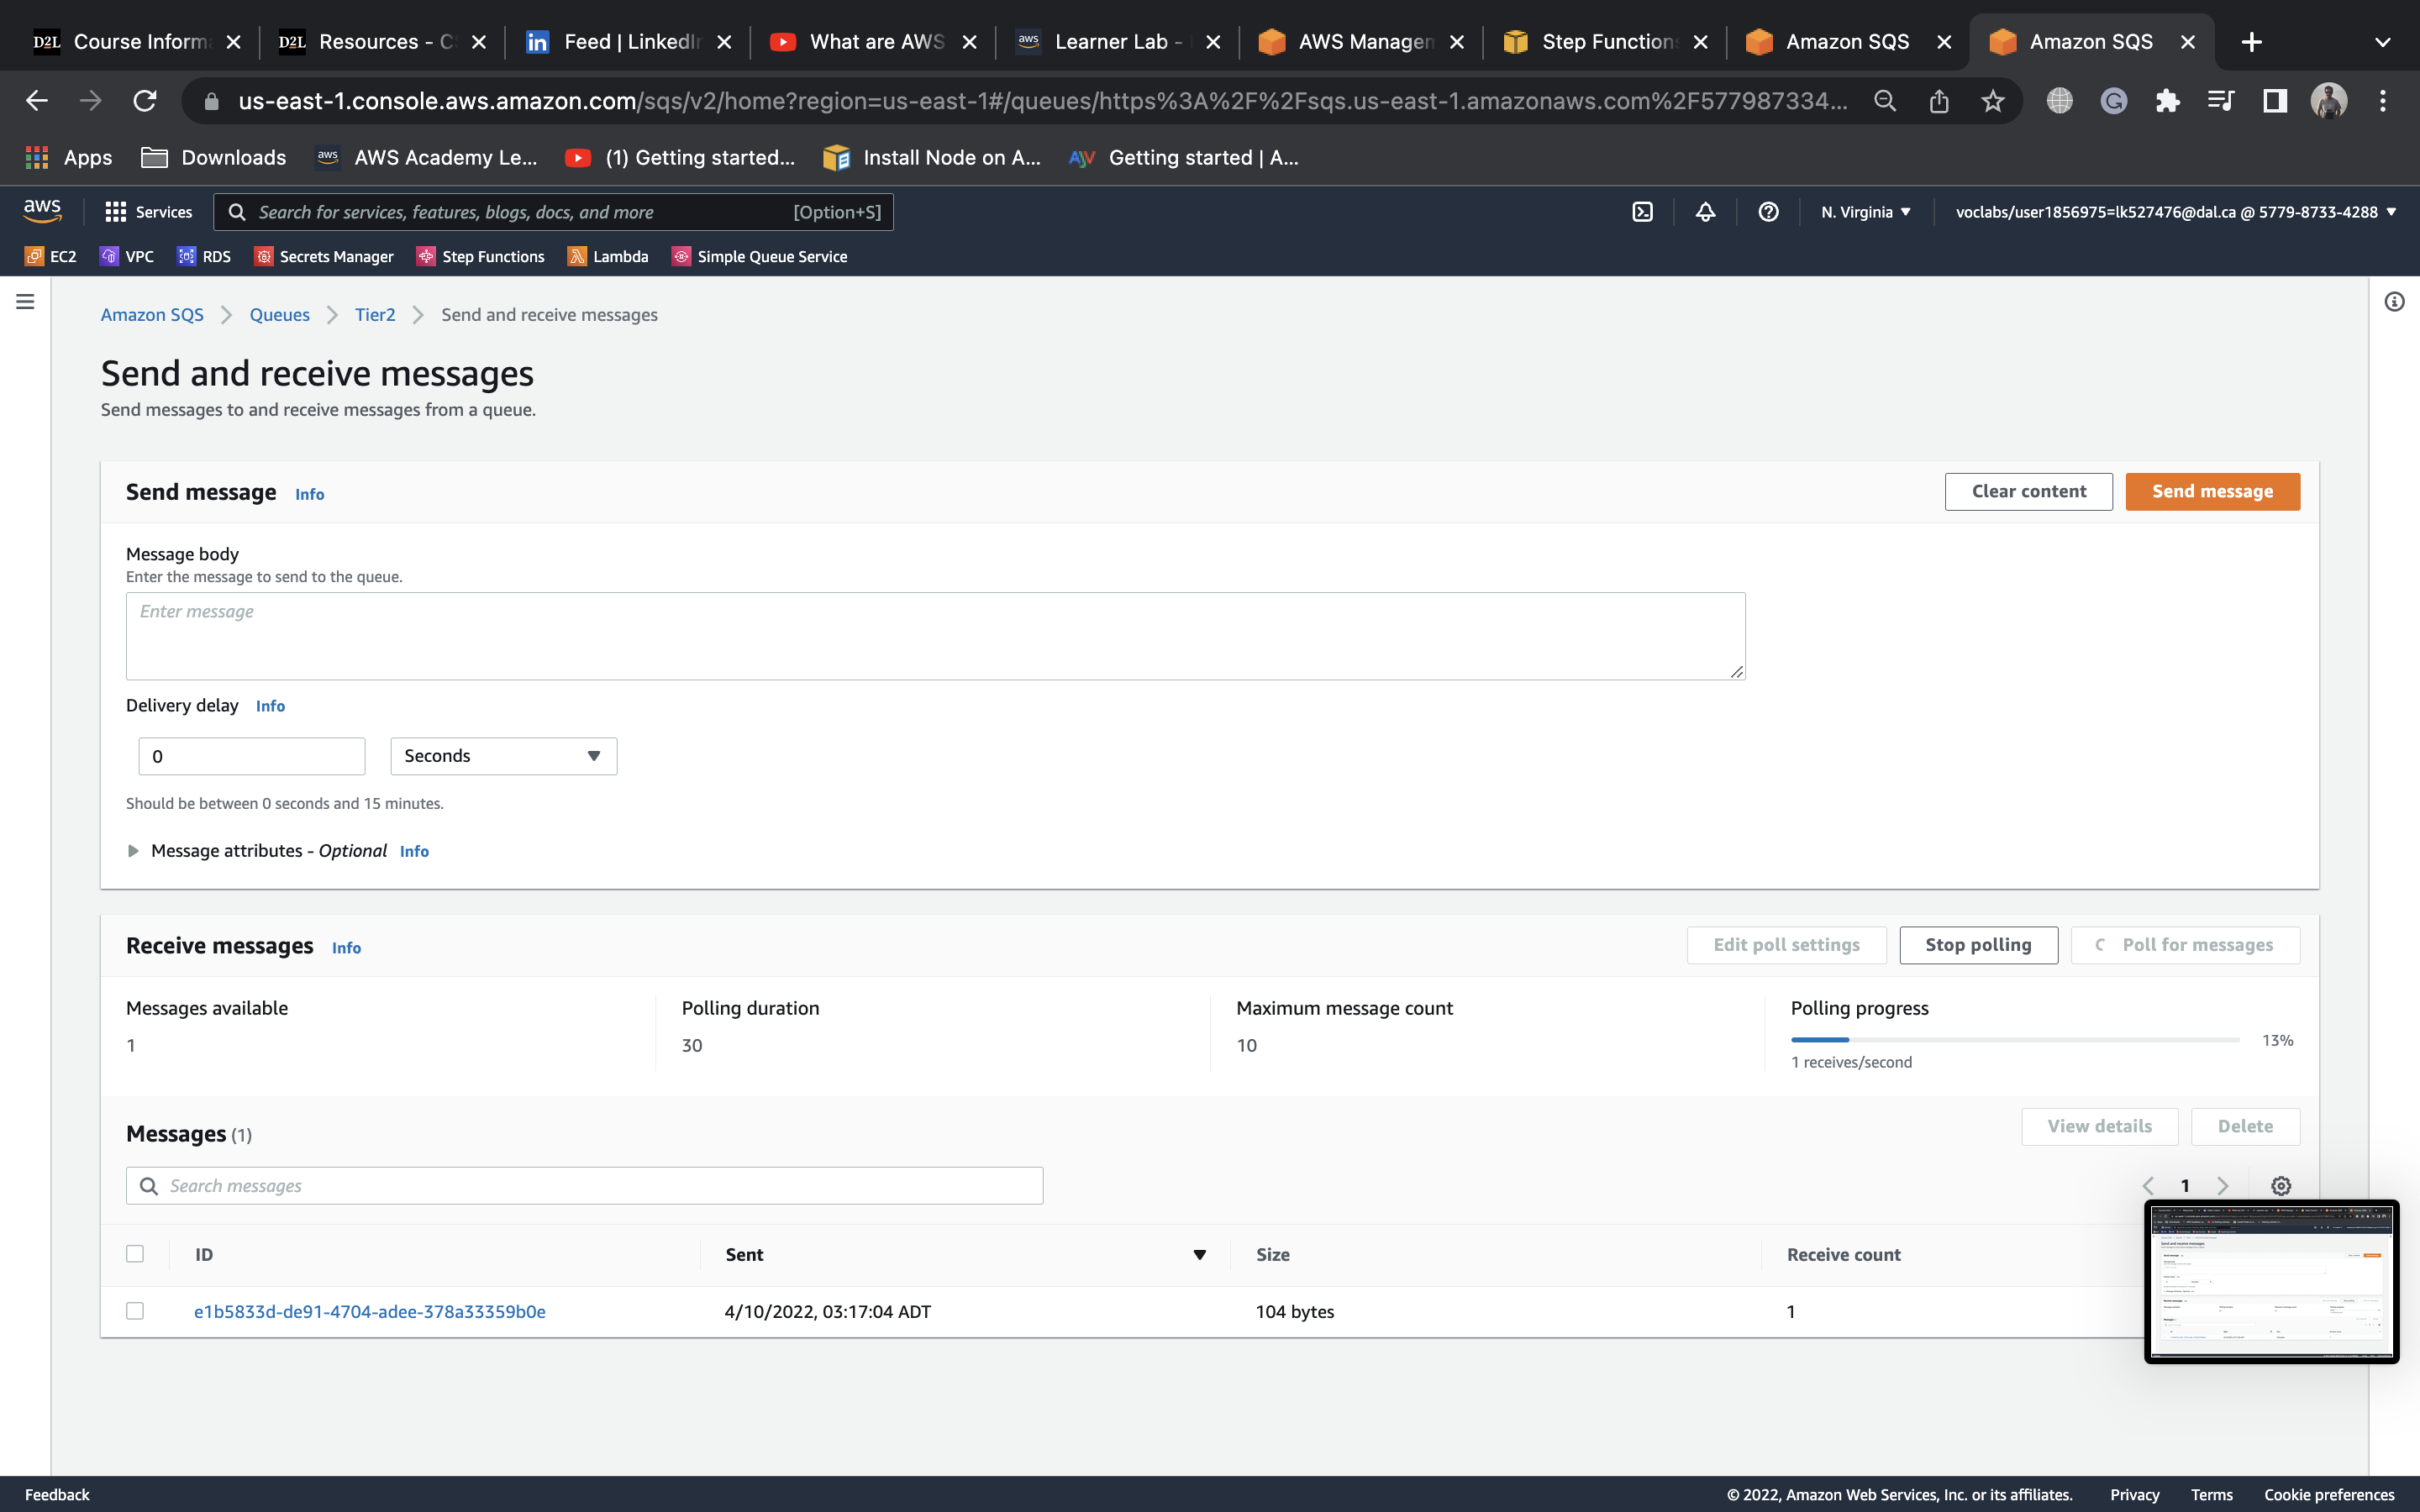 D2L Course Inform
D2L Resources - C
in Feed | LinkedIn
What are AWS
aws Learner Lab -
AWS Managem
Step Functions
Amazon SQS
Amazon SQS
us-east-1.console.aws.amazon.com/sqs/v2/home?region=us-east-1#/queues/https%3A%2F%2Fsqs.us-east-1.amazonaws.com%2F577987334...
Apps Downloads aws AWS Academy Le... (1) Getting started... Install Node on A... AJV Getting started | A...
aws Services Search for services, features, blogs, docs, and more [Option+S] N. Virginia voclabs/user1856975=lk527476@dal.ca @ 5779-8733-4288
EC2 VPC RDS Secrets Manager Step Functions Lambda Simple Queue Service
Amazon SQS Queues Tier2 Send and receive messages
Send and receive messages
Send messages to and receive messages from a queue.
Send message Info Clear content Send message
Message body
Enter the message to send to the queue.
Enter message
Delivery delay Info
0 Seconds
Should be between 0 seconds and 15 minutes.
Message attributes - Optional Info
Receive messages Info Edit poll settings Stop polling Poll for messages
Messages available Polling duration Maximum message count Polling progress
1 30 10 13%
1 receives/second
Messages (1) View details Delete
Search messages 1
ID Sent Size Receive count
e1b5833d-de91-4704-adee-378a33359b0e 4/10/2022, 03:17:04 ADT 104 bytes 1
Feedback © 2022, Amazon Web Services, Inc. or its affiliates. Privacy Terms Cookie preferences